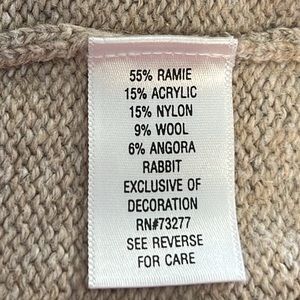 55% RAMIE
15% ACRYLIC
15% NYLON
9% WOOL
6% ANGORA
RABBIT
EXCLUSIVE OF
DECORATION
RN#73277
SEE REVERSE
FOR CARE